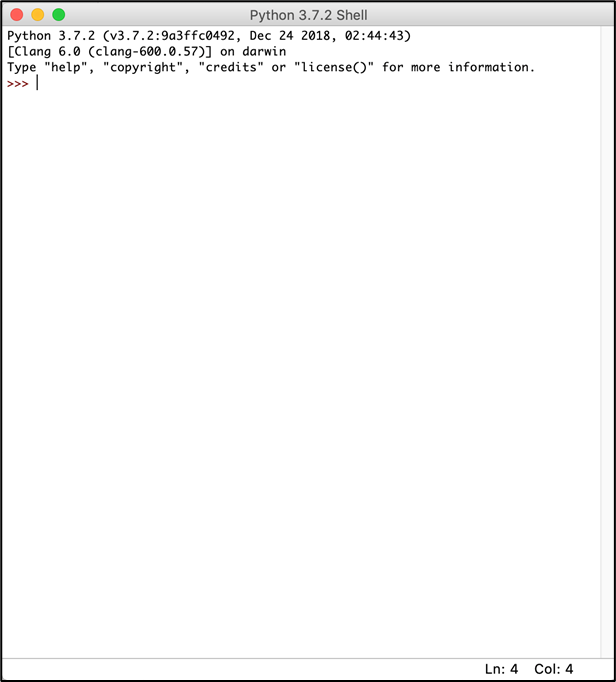 Python 3.7.2 Shell
Python 3.7.2 (v3.7.2:9a3ffc0492, Dec 24 2018, 02:44:43)
[Clang 6.0 (clang-600.0.57)] on darwin
Type "help", "copyright", "credits" or "license()" for more information.
>>>
Ln: 4 Col: 4